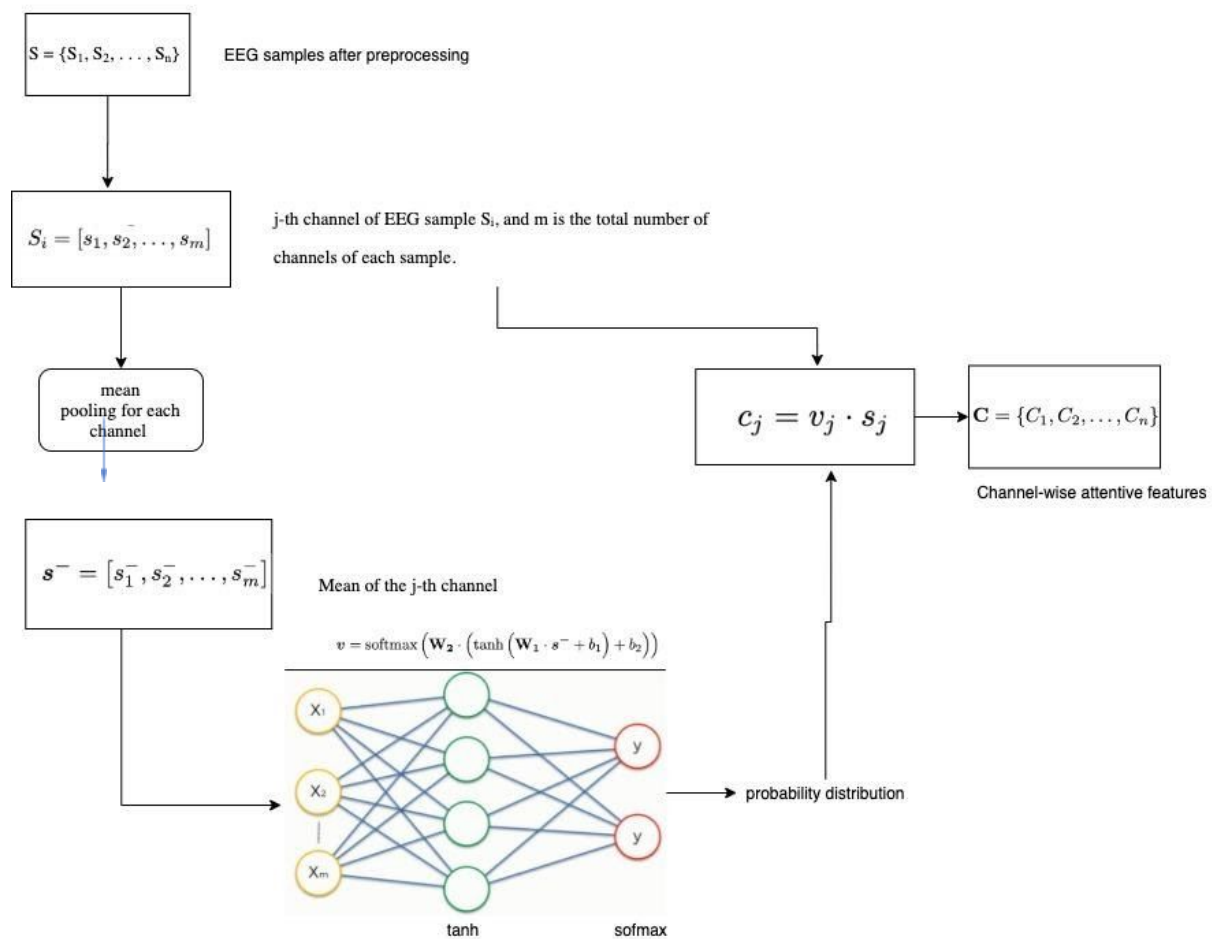 S = {S₁, S₂, . . . , Sₙ}
EEG samples after preprocessing
Sᵢ = [s₁, s₂⁻, . . . , sₘ]
j-th channel of EEG sample Sᵢ, and m is the total number of
channels of each sample.
mean
pooling for each
channel
cⱼ = vⱼ · sⱼ
C = {C₁, C₂, . . . , Cₙ}
Channel-wise attentive features
s⁻ = [s₁⁻, s₂⁻, . . . , sₘ⁻]
Mean of the j-th channel
v = softmax (W₂ · (tanh (W₁ · s⁻ + b₁) + b₂))
X₁
y
X₂
probability distribution
y
Xₘ
tanh
sofmax